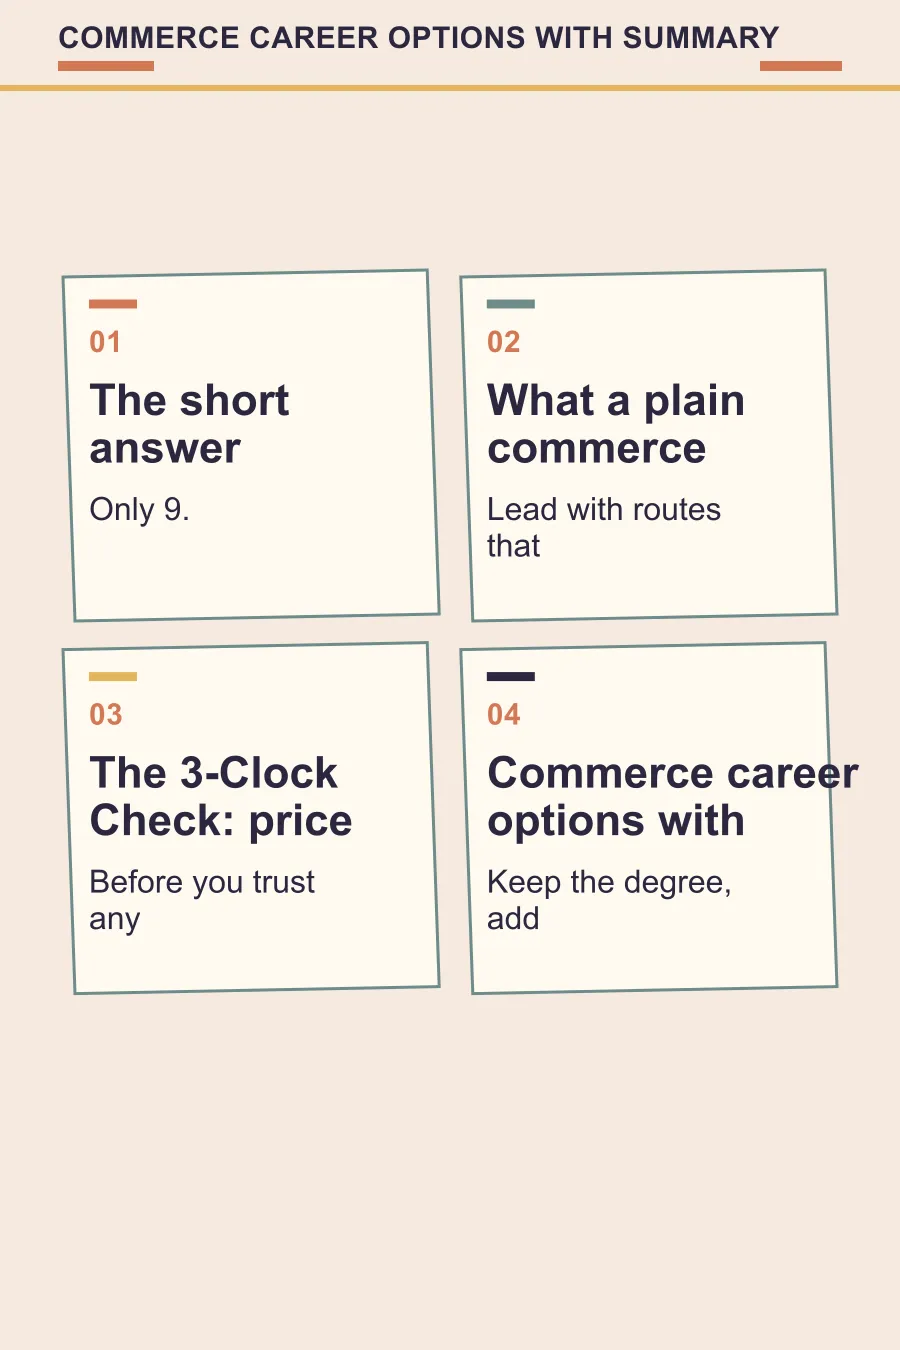 COMMERCE CAREER OPTIONS WITH SUMMARY
01
The short
answer
Only 9.
02
What a plain
commerce
Lead with routes
that
03
The 3-Clock
Check: price
Before you trust
any
04
Commerce career
options with
Keep the degree,
add